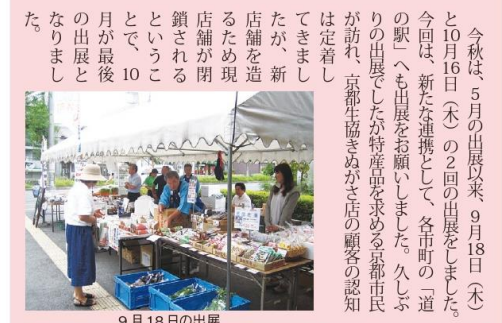 今秋は、5月の出展以来、9月18日（木）
と10月16日（木）の2回の出展をしました。
今回は、新たな連携として、各市町の「道
の駅」へも出展をお願いしました。久しぶ
りの出展でしたが特産品を求める京都市民
が訪れ、京都生協きぬがさ店の顧客の認知
は定着し
てきまし
たが、新
店舗を造
るため現
店舗が閉
鎖される
というこ
とで、10
月が最後
の出展と
なりまし
た。
9月18日の出展